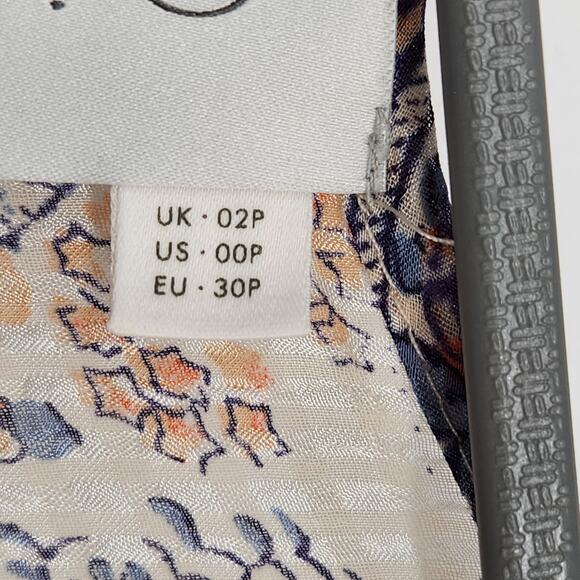 UK · 02P
US · 00P
EU · 30P